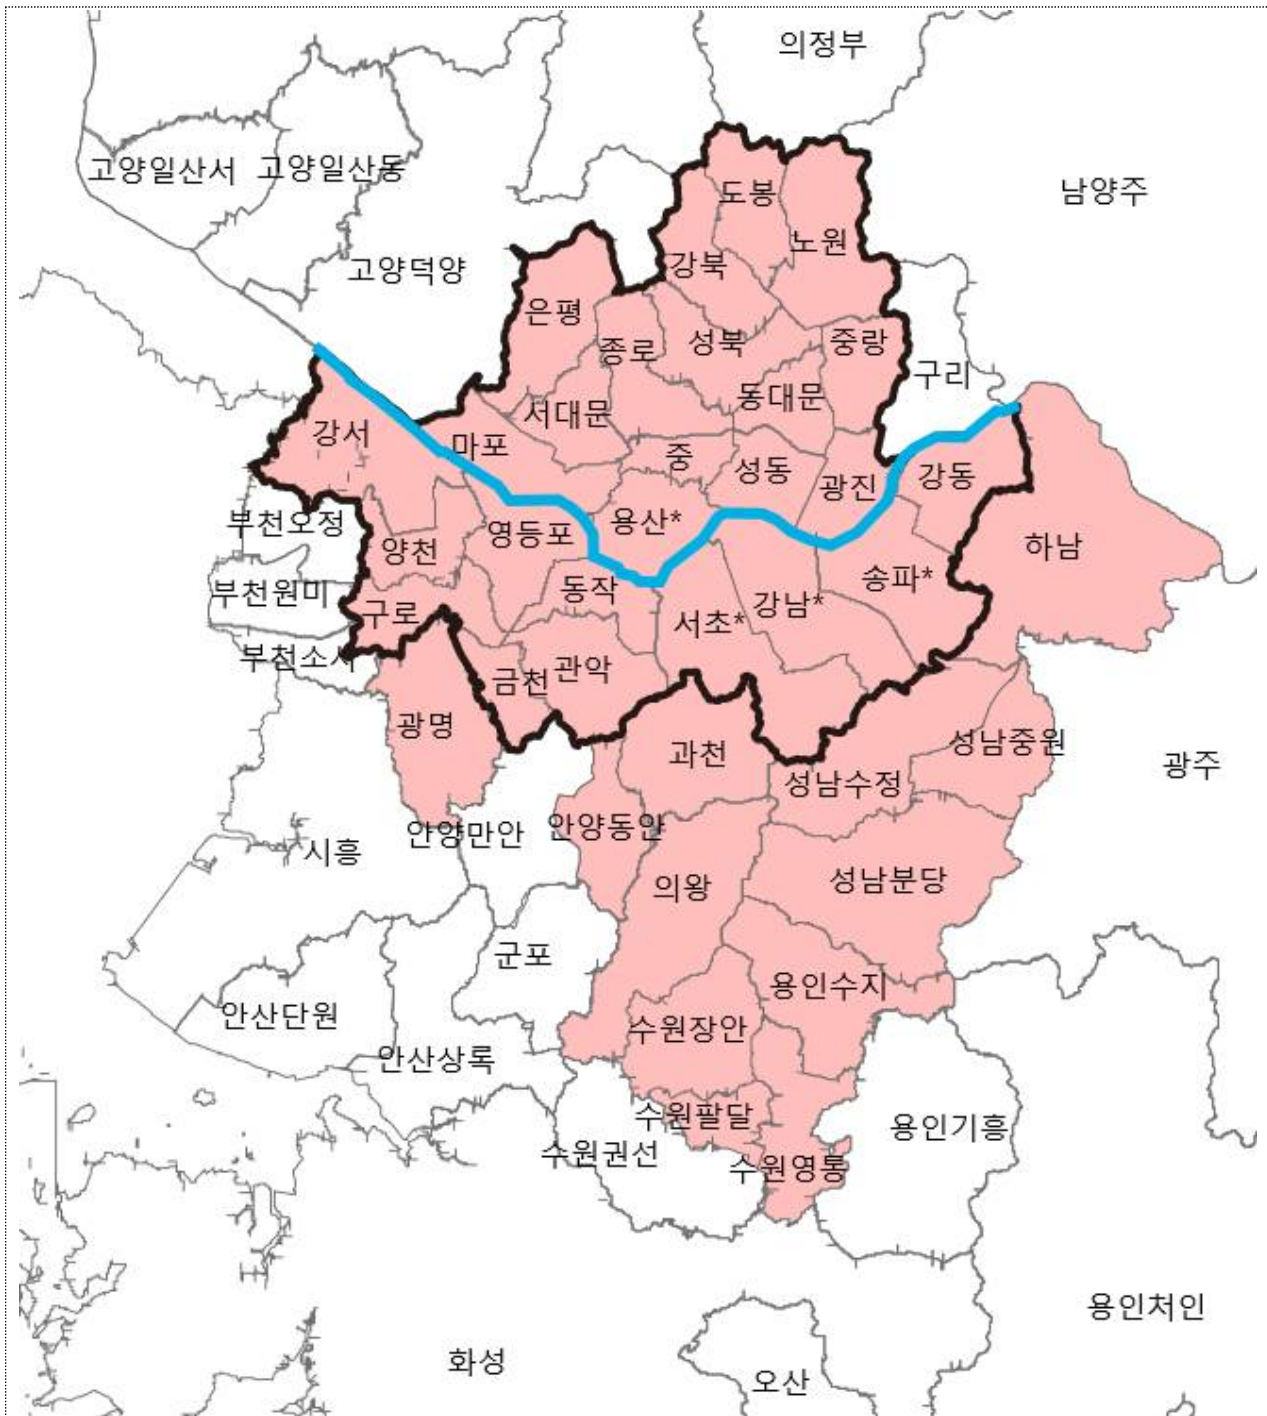 의정부
고양일산서
고양일산동
남양주
도봉
노원
고양덕양
강북
은평
종로
성북
중랑
구리
서대문
동대문
강서
마포
중
성동
광진
강동
부천오정
양천
영등포
용산*
하남
부천원미
동작
송파*
구로
서초*
강남*
부천소사
금천
관악
광명
과천
성남중원
성남수정
광주
안양만안
안양동안
시흥
의왕
성남분당
군포
용인수지
안산단원
수원장안
안산상록
수원팔달
용인기흥
수원권선
수원영통
용인처인
화성
오산